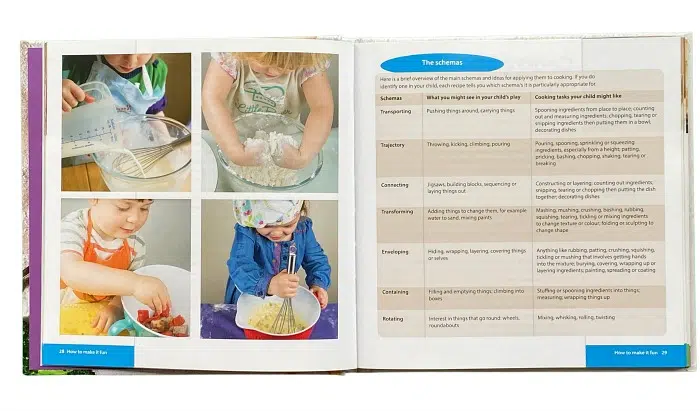 The schemas
Here is a brief overview of the main schemas and ideas for applying them to cooking. If you do
identify one in your child, each recipe tells you which schema/s it is particularly appropriate for.
Schemas What you might see in your child's play Cooking tasks your child might like
Transporting Pushing things around, carrying things Spooning ingredients from place to place; counting
out and measuring ingredients; chopping, tearing or
snipping ingredients then putting them in a bowl,
decorating dishes
Trajectory Throwing, kicking, climbing, pouring Pouring, spooning, sprinkling or squeezing
ingredients, especially from a height; patting,
pricking, bashing, chopping, shaking, tearing or
breaking
Connecting Jigsaws, building blocks, sequencing or Constructing or layering; counting out ingredients;
laying things out snipping, tearing or chopping then putting the dish
together; decorating dishes
Transforming Adding things to change them, for example Mashing, mushing, crushing, bashing, rubbing,
water to sand, mixing paints squashing, tearing, tickling or mixing ingredients
to change texture or colour; folding or sculpting to
change shape
Enveloping Hiding, wrapping, layering, covering things Anything like rubbing, patting, crushing, squishing,
or selves tickling or mushing that involves getting hands
into the mixture; burying, covering, wrapping up or
layering ingredients; painting, spreading or coating
Containing Filling and emptying things; climbing into Stuffing or spooning ingredients into things;
boxes measuring; wrapping things up
Rotating Interest in things that go round: wheels, Mixing, whisking, rolling, twisting
roundabouts
28 How to make it fun
How to make it fun 29